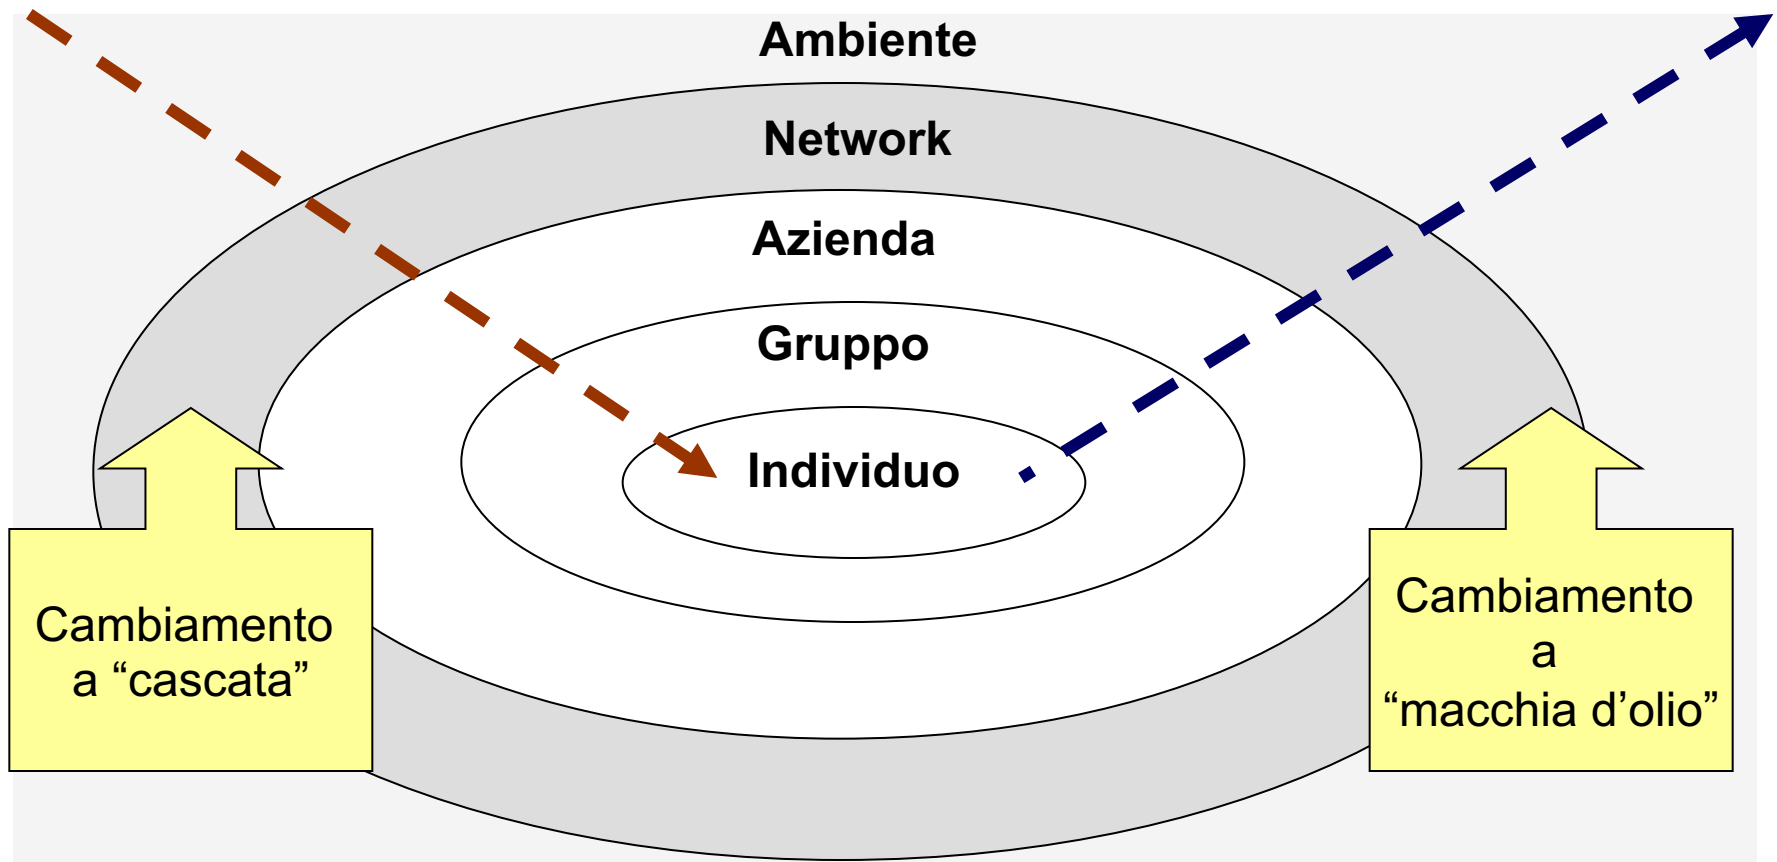 Ambiente
Network
Azienda
Gruppo
Individuo
Cambiamento
a “cascata”
Cambiamento
a
“macchia d’olio”